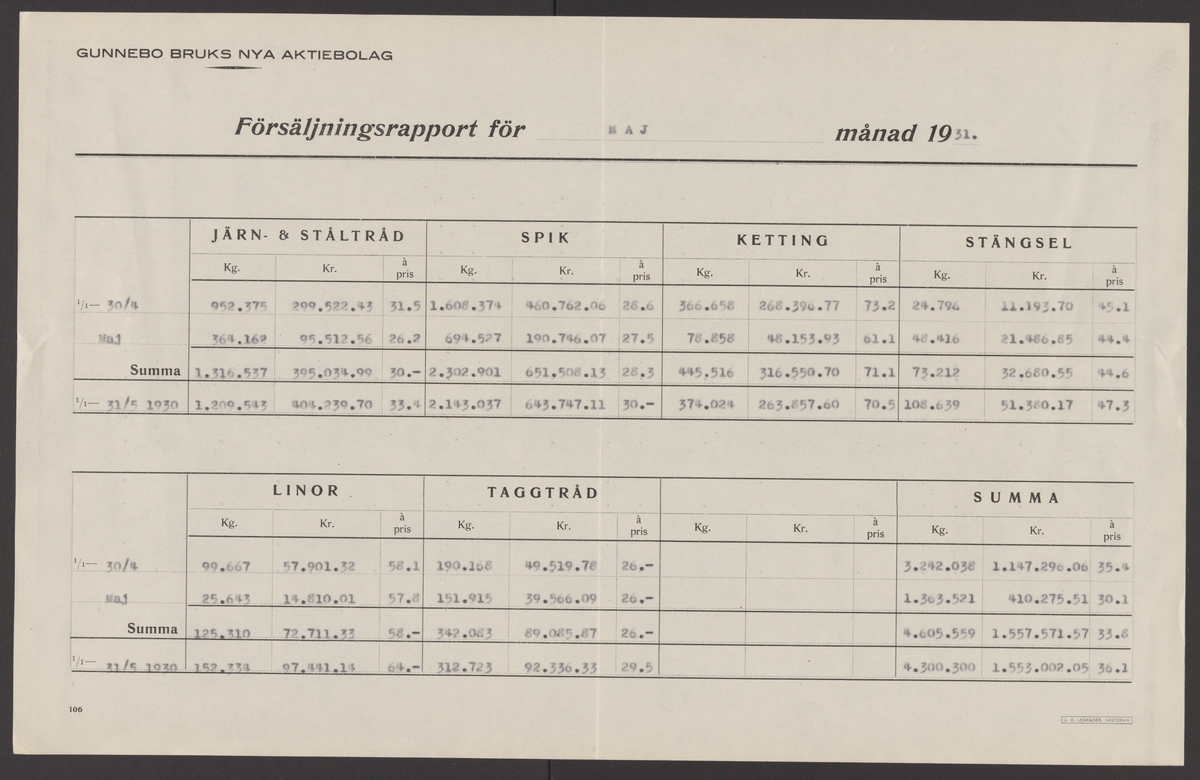 GUNNEBO BRUKS NYA AKTIEBOLAG
Försäljningsrapport för MAJ månad 1931.
JÄRN- & STÅLTRÅD SPIK KETTING STÄNGSEL
Kg. Kr. à pris Kg. Kr. à pris Kg. Kr. à pris Kg. Kr. à pris
1/1— 30/4 952.375 299.522.43 31.5 1.608.374 460.762.06 28.6 366.658 268.396.77 73.2 24.796 11.193.70 45.1
Maj 364.162 95.512.56 26.2 694.527 190.746.07 27.5 78.858 48.153.93 61.1 48.416 21.486.85 44.4
Summa 1.316.537 395.034.99 30.- 2.302.901 651.508.13 28.3 445.516 316.550.70 71.1 73.212 32.680.55 44.6
1/1— 31/5 1930 1.209.543 404.239.70 33.4 2.143.037 643.747.11 30.- 374.024 263.857.60 70.5 108.639 51.380.17 47.3
LINOR TAGGTRÅD SUMMA
Kg. Kr. à pris Kg. Kr. à pris Kg. Kr. à pris Kg. Kr. à pris
1/1— 30/4 99.667 57.901.32 58.1 190.168 49.519.78 26.- 3.242.038 1.147.296.06 35.4
Maj 25.643 14.810.01 57.8 151.915 39.566.09 26.- 1.363.521 410.275.51 30.1
Summa 125.310 72.711.33 58.- 342.083 89.085.87 26.- 4.605.559 1.557.571.57 33.8
1/1— 31/5 1930 152.334 97.441.14 64.- 312.723 92.336.33 29.5 4.300.300 1.553.002.05 36.1
106